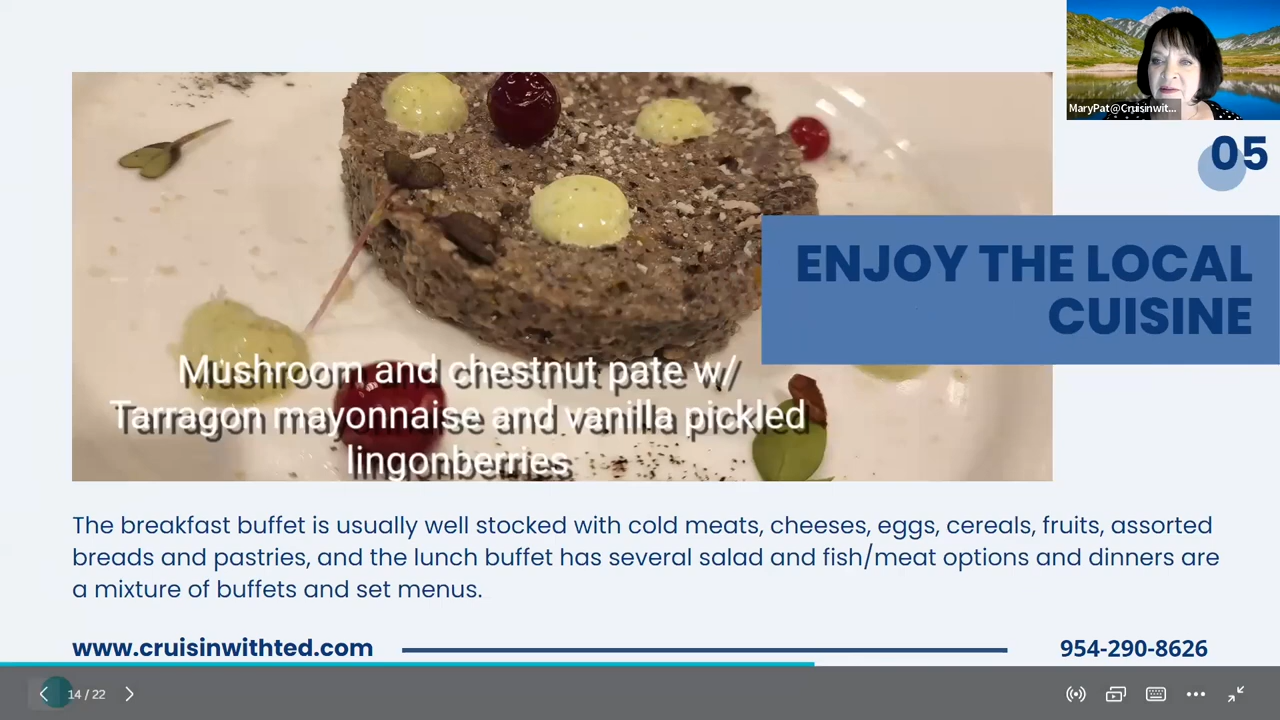 MaryPat@Cruisinwit...
05
ENJOY THE LOCAL
CUISINE
Mushroom and chestnut pate w/
Tarragon mayonnaise and vanilla pickled
lingonberries
The breakfast buffet is usually well stocked with cold meats, cheeses, eggs, cereals, fruits, assorted
breads and pastries, and the lunch buffet has several salad and fish/meat options and dinners are
a mixture of buffets and set menus.
www.cruisinwithted.com
954-290-8626
14 / 22